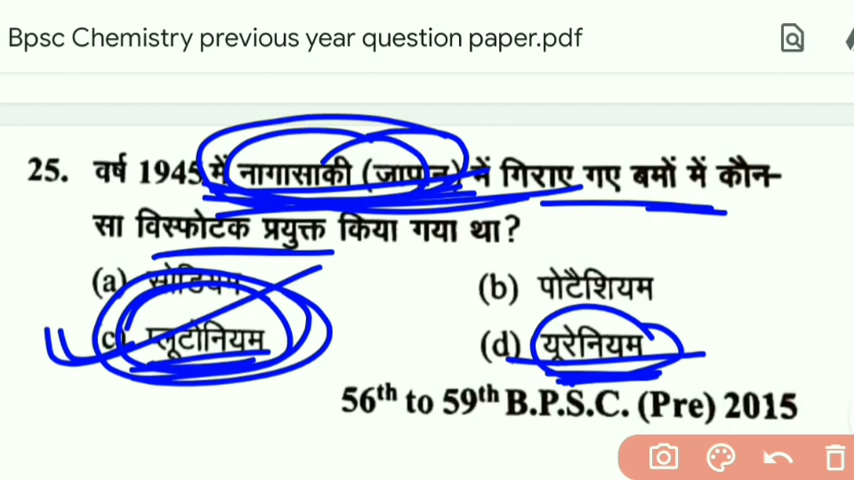 Bpsc Chemistry previous year question paper.pdf
25. वर्ष 1945 में नागासाकी (जापान) में गिराए गए बमों में कौन-
सा विस्फोटक प्रयुक्त किया गया था?
(a) सोडियम (b) पोटैशियम
(c) प्लूटोनियम (d) यूरेनियम
56th to 59th B.P.S.C. (Pre) 2015